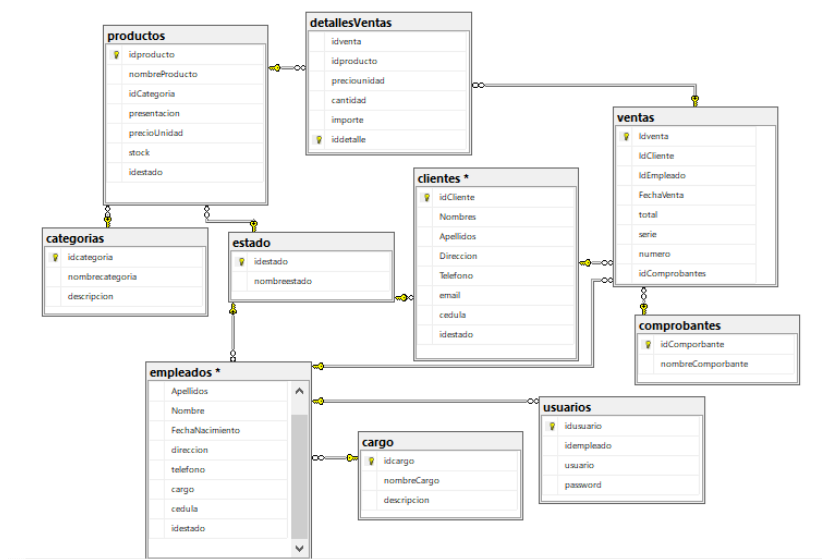 productos
idproducto
nombreProducto
idCategoria
presentacion
precioUnidad
stock
idestado
detallesVentas
idventa
idproducto
preciounidad
cantidad
importe
iddetalle
ventas
Idventa
IdCliente
IdEmpleado
FechaVenta
total
serie
numero
idComprobantes
clientes *
idCliente
Nombres
Apellidos
Direccion
Telefono
email
cedula
idestado
categorias
idcategoria
nombrecategoria
descripcion
estado
idestado
nombreestado
comprobantes
idComporbante
nombreComporbante
empleados *
Apellidos
Nombre
FechaNacimiento
direccion
telefono
cargo
cedula
idestado
cargo
idcargo
nombreCargo
descripcion
usuarios
idusuario
idempleado
usuario
password